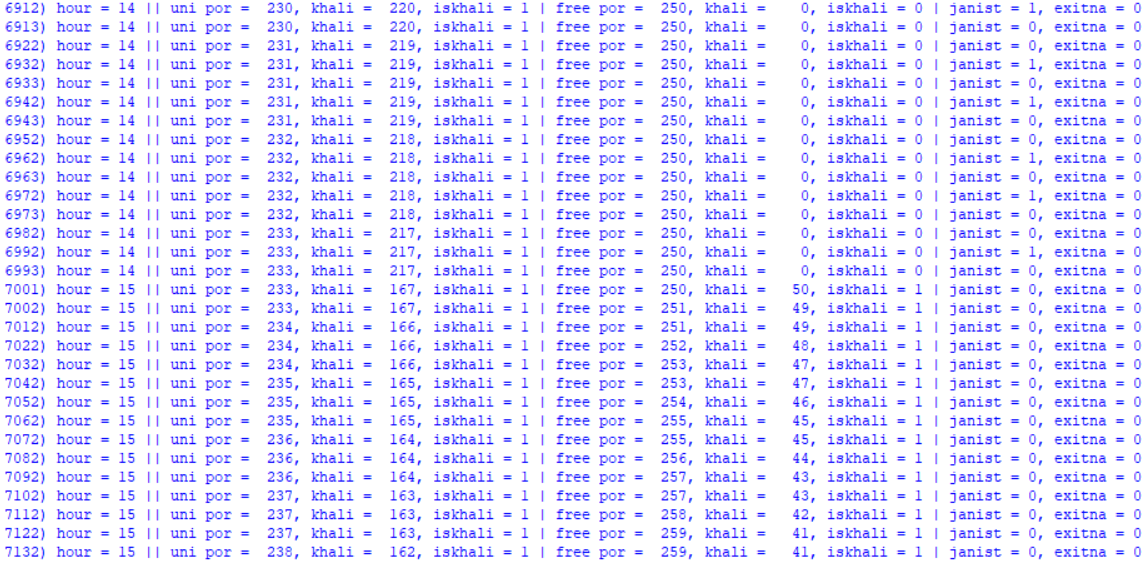 6912) hour = 14 || uni por =  230, khali =  220, iskhali = 1 | free por =  250, khali =    0, iskhali = 0 | janist = 1, exitna = 0
6913) hour = 14 || uni por =  230, khali =  220, iskhali = 1 | free por =  250, khali =    0, iskhali = 0 | janist = 0, exitna = 0
6922) hour = 14 || uni por =  231, khali =  219, iskhali = 1 | free por =  250, khali =    0, iskhali = 0 | janist = 0, exitna = 0
6932) hour = 14 || uni por =  231, khali =  219, iskhali = 1 | free por =  250, khali =    0, iskhali = 0 | janist = 1, exitna = 0
6933) hour = 14 || uni por =  231, khali =  219, iskhali = 1 | free por =  250, khali =    0, iskhali = 0 | janist = 0, exitna = 0
6942) hour = 14 || uni por =  231, khali =  219, iskhali = 1 | free por =  250, khali =    0, iskhali = 0 | janist = 1, exitna = 0
6943) hour = 14 || uni por =  231, khali =  219, iskhali = 1 | free por =  250, khali =    0, iskhali = 0 | janist = 0, exitna = 0
6952) hour = 14 || uni por =  232, khali =  218, iskhali = 1 | free por =  250, khali =    0, iskhali = 0 | janist = 0, exitna = 0
6962) hour = 14 || uni por =  232, khali =  218, iskhali = 1 | free por =  250, khali =    0, iskhali = 0 | janist = 1, exitna = 0
6963) hour = 14 || uni por =  232, khali =  218, iskhali = 1 | free por =  250, khali =    0, iskhali = 0 | janist = 0, exitna = 0
6972) hour = 14 || uni por =  232, khali =  218, iskhali = 1 | free por =  250, khali =    0, iskhali = 0 | janist = 1, exitna = 0
6973) hour = 14 || uni por =  232, khali =  218, iskhali = 1 | free por =  250, khali =    0, iskhali = 0 | janist = 0, exitna = 0
6982) hour = 14 || uni por =  233, khali =  217, iskhali = 1 | free por =  250, khali =    0, iskhali = 0 | janist = 0, exitna = 0
6992) hour = 14 || uni por =  233, khali =  217, iskhali = 1 | free por =  250, khali =    0, iskhali = 0 | janist = 1, exitna = 0
6993) hour = 14 || uni por =  233, khali =  217, iskhali = 1 | free por =  250, khali =    0, iskhali = 0 | janist = 0, exitna = 0
7001) hour = 15 || uni por =  233, khali =  167, iskhali = 1 | free por =  250, khali =   50, iskhali = 1 | janist = 0, exitna = 0
7002) hour = 15 || uni por =  233, khali =  167, iskhali = 1 | free por =  251, khali =   49, iskhali = 1 | janist = 0, exitna = 0
7012) hour = 15 || uni por =  234, khali =  166, iskhali = 1 | free por =  251, khali =   49, iskhali = 1 | janist = 0, exitna = 0
7022) hour = 15 || uni por =  234, khali =  166, iskhali = 1 | free por =  252, khali =   48, iskhali = 1 | janist = 0, exitna = 0
7032) hour = 15 || uni por =  234, khali =  166, iskhali = 1 | free por =  253, khali =   47, iskhali = 1 | janist = 0, exitna = 0
7042) hour = 15 || uni por =  235, khali =  165, iskhali = 1 | free por =  253, khali =   47, iskhali = 1 | janist = 0, exitna = 0
7052) hour = 15 || uni por =  235, khali =  165, iskhali = 1 | free por =  254, khali =   46, iskhali = 1 | janist = 0, exitna = 0
7062) hour = 15 || uni por =  235, khali =  165, iskhali = 1 | free por =  255, khali =   45, iskhali = 1 | janist = 0, exitna = 0
7072) hour = 15 || uni por =  236, khali =  164, iskhali = 1 | free por =  255, khali =   45, iskhali = 1 | janist = 0, exitna = 0
7082) hour = 15 || uni por =  236, khali =  164, iskhali = 1 | free por =  256, khali =   44, iskhali = 1 | janist = 0, exitna = 0
7092) hour = 15 || uni por =  236, khali =  164, iskhali = 1 | free por =  257, khali =   43, iskhali = 1 | janist = 0, exitna = 0
7102) hour = 15 || uni por =  237, khali =  163, iskhali = 1 | free por =  257, khali =   43, iskhali = 1 | janist = 0, exitna = 0
7112) hour = 15 || uni por =  237, khali =  163, iskhali = 1 | free por =  258, khali =   42, iskhali = 1 | janist = 0, exitna = 0
7122) hour = 15 || uni por =  237, khali =  163, iskhali = 1 | free por =  259, khali =   41, iskhali = 1 | janist = 0, exitna = 0
7132) hour = 15 || uni por =  238, khali =  162, iskhali = 1 | free por =  259, khali =   41, iskhali = 1 | janist = 0, exitna = 0